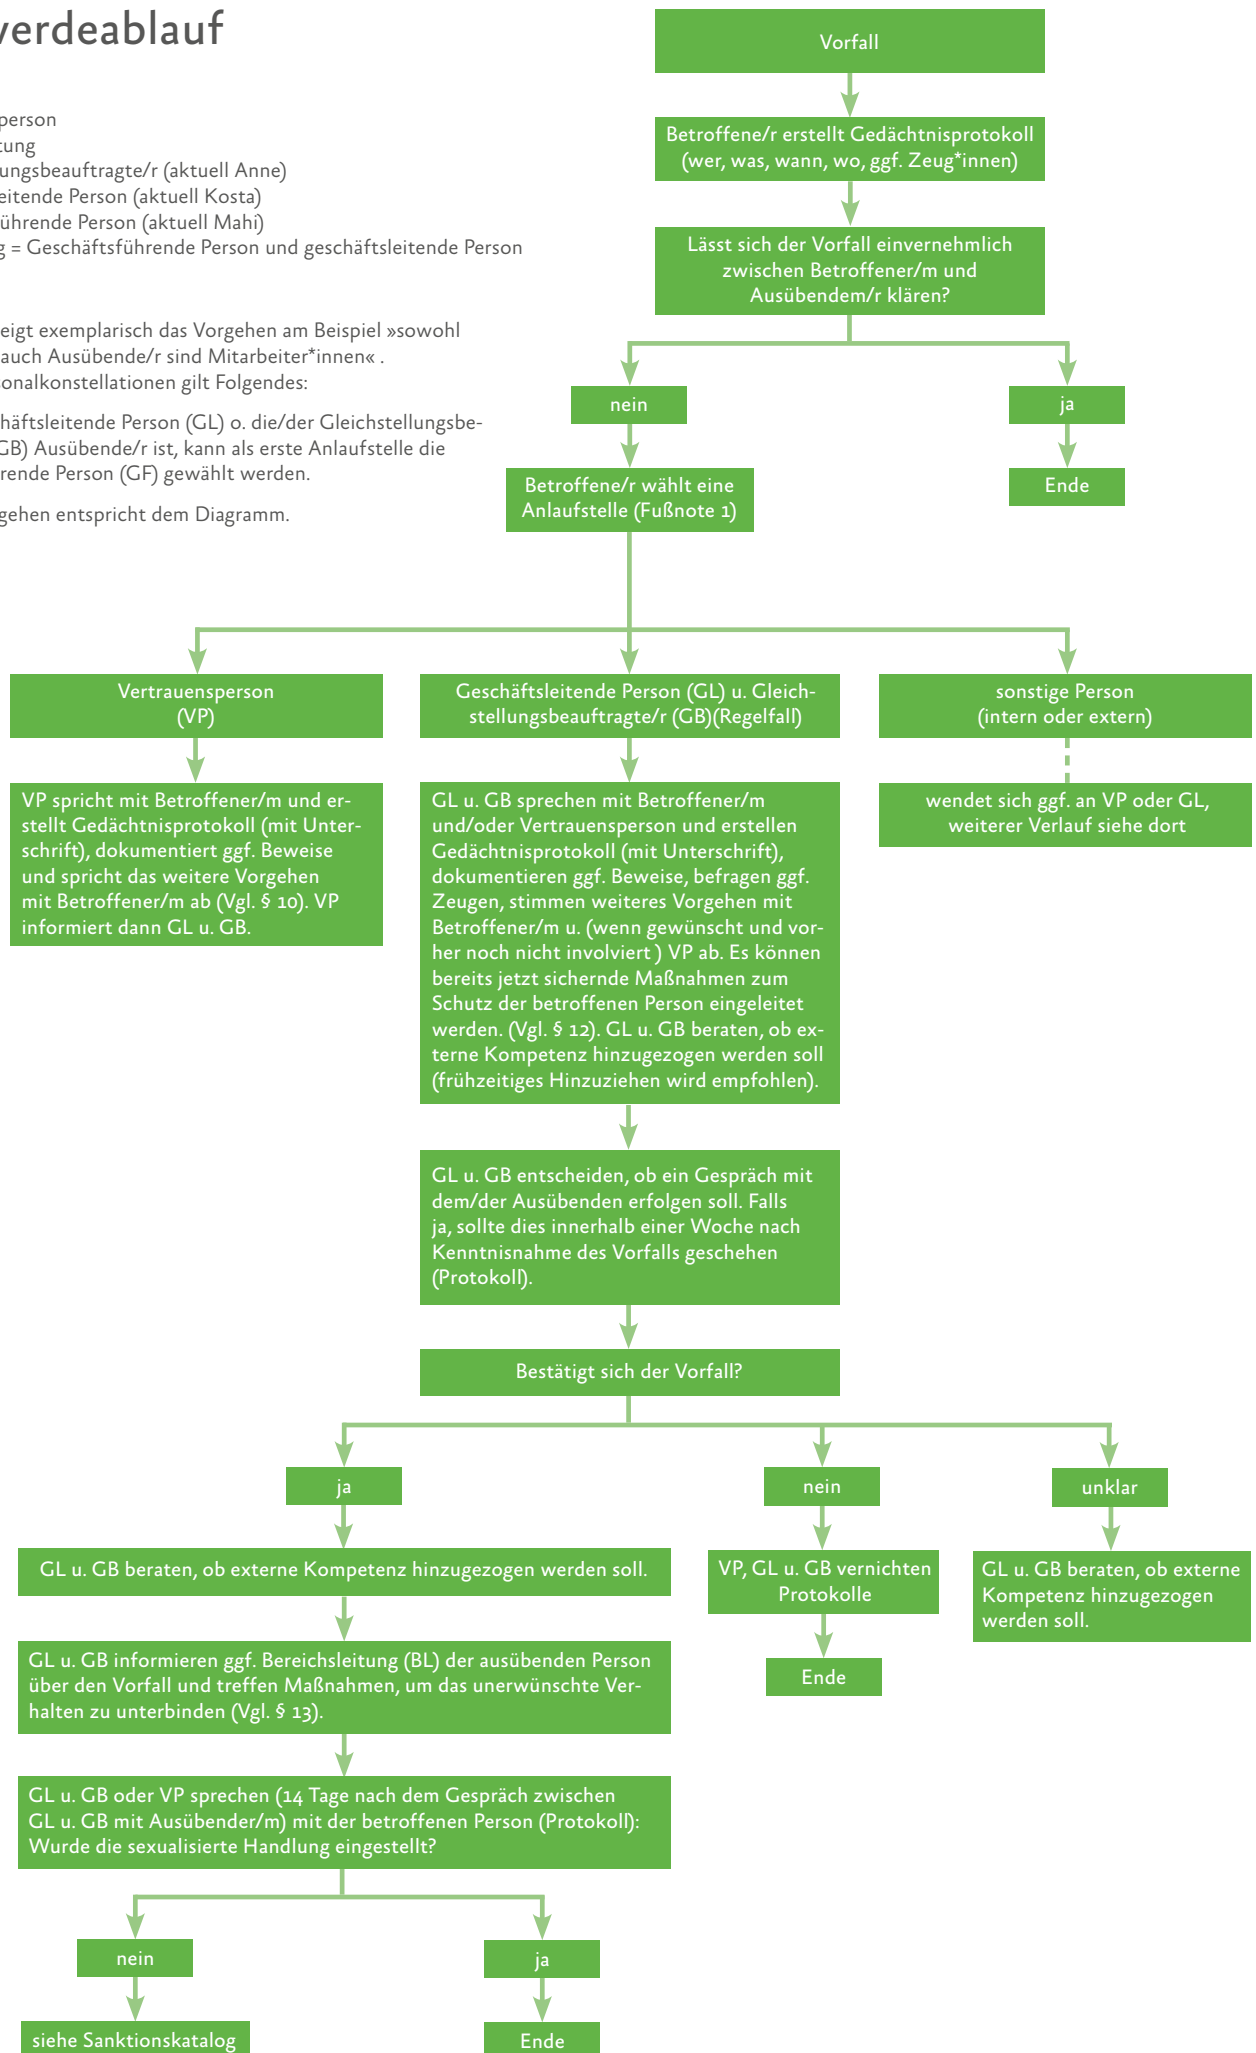 verdeablauf
person
tung
ungsbeauftragte/r (aktuell Anne)
eitende Person (aktuell Kosta)
ührende Person (aktuell Mahi)
g = Geschäftsführende Person und geschäftsleitende Person
eigt exemplarisch das Vorgehen am Beispiel »sowohl
auch Ausübende/r sind Mitarbeiter*innen« .
sonalkonstellationen gilt Folgendes:
häftsleitende Person (GL) o. die/der Gleichstellungsbe-
GB) Ausübende/r ist, kann als erste Anlaufstelle die
rende Person (GF) gewählt werden.
gehen entspricht dem Diagramm.
Vorfall
Betroffene/r erstellt Gedächtnisprotokoll
(wer, was, wann, wo, ggf. Zeug*innen)
Lässt sich der Vorfall einvernehmlich
zwischen Betroffener/m und
Ausübendem/r klären?
nein
ja
Betroffene/r wählt eine
Anlaufstelle (Fußnote 1)
Ende
Vertrauensperson
(VP)
Geschäftsleitende Person (GL) u. Gleich-
stellungsbeauftragte/r (GB)(Regelfall)
sonstige Person
(intern oder extern)
VP spricht mit Betroffener/m und er-
stellt Gedächtnisprotokoll (mit Unter-
schrift), dokumentiert ggf. Beweise
und spricht das weitere Vorgehen
mit Betroffener/m ab (Vgl. § 10). VP
informiert dann GL u. GB.
GL u. GB sprechen mit Betroffener/m
und/oder Vertrauensperson und erstellen
Gedächtnisprotokoll (mit Unterschrift),
dokumentieren ggf. Beweise, befragen ggf.
Zeugen, stimmen weiteres Vorgehen mit
Betroffener/m u. (wenn gewünscht und vor-
her noch nicht involviert ) VP ab. Es können
bereits jetzt sichernde Maßnahmen zum
Schutz der betroffenen Person eingeleitet
werden. (Vgl. § 12). GL u. GB beraten, ob ex-
terne Kompetenz hinzugezogen werden soll
(frühzeitiges Hinzuziehen wird empfohlen).
wendet sich ggf. an VP oder GL,
weiterer Verlauf siehe dort
GL u. GB entscheiden, ob ein Gespräch mit
dem/der Ausübenden erfolgen soll. Falls
ja, sollte dies innerhalb einer Woche nach
Kenntnisnahme des Vorfalls geschehen
(Protokoll).
Bestätigt sich der Vorfall?
ja
nein
unklar
GL u. GB beraten, ob externe Kompetenz hinzugezogen werden soll.
VP, GL u. GB vernichten
Protokolle
GL u. GB beraten, ob externe
Kompetenz hinzugezogen
werden soll.
GL u. GB informieren ggf. Bereichsleitung (BL) der ausübenden Person
über den Vorfall und treffen Maßnahmen, um das unerwünschte Ver-
halten zu unterbinden (Vgl. § 13).
Ende
GL u. GB oder VP sprechen (14 Tage nach dem Gespräch zwischen
GL u. GB mit Ausübender/m) mit der betroffenen Person (Protokoll):
Wurde die sexualisierte Handlung eingestellt?
nein
ja
siehe Sanktionskatalog
Ende